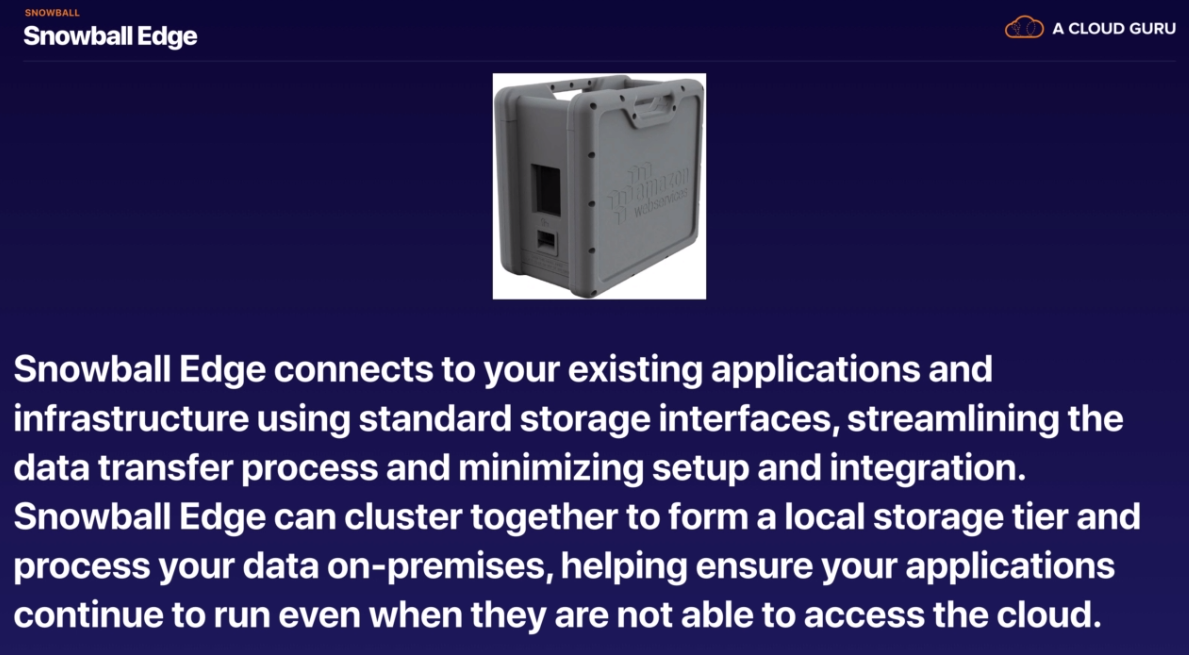 SNOWBALL
Snowball Edge
A CLOUD GURU
amazon
webservices
Snowball Edge connects to your existing applications and
infrastructure using standard storage interfaces, streamlining the
data transfer process and minimizing setup and integration.
Snowball Edge can cluster together to form a local storage tier and
process your data on-premises, helping ensure your applications
continue to run even when they are not able to access the cloud.